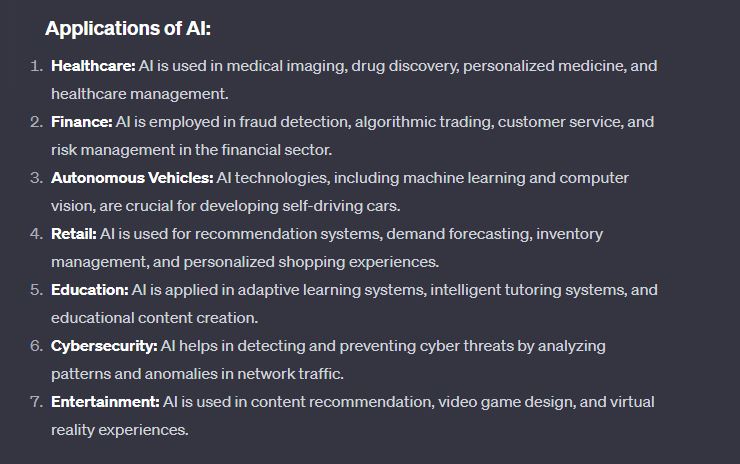 Applications of AI:
1. Healthcare: AI is used in medical imaging, drug discovery, personalized medicine, and
healthcare management.
2. Finance: AI is employed in fraud detection, algorithmic trading, customer service, and
risk management in the financial sector.
3. Autonomous Vehicles: AI technologies, including machine learning and computer
vision, are crucial for developing self-driving cars.
4. Retail: AI is used for recommendation systems, demand forecasting, inventory
management, and personalized shopping experiences.
5. Education: AI is applied in adaptive learning systems, intelligent tutoring systems, and
educational content creation.
6. Cybersecurity: AI helps in detecting and preventing cyber threats by analyzing
patterns and anomalies in network traffic.
7. Entertainment: AI is used in content recommendation, video game design, and virtual
reality experiences.